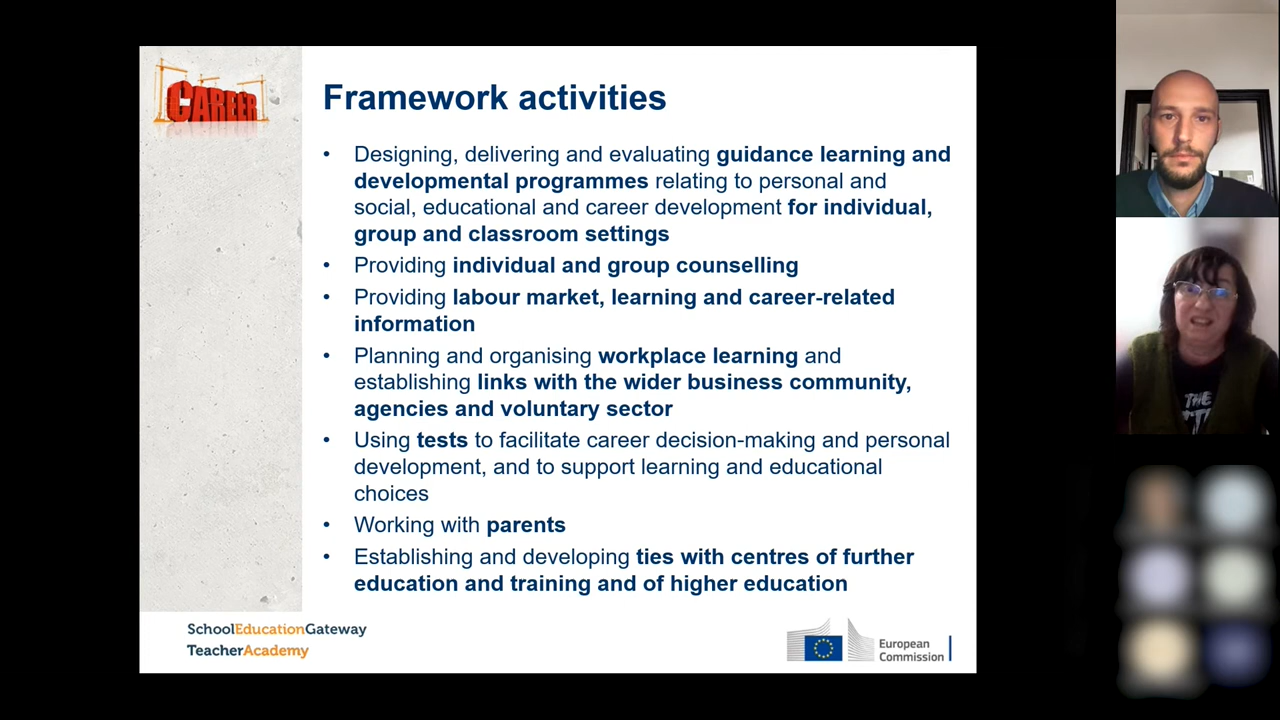 CAREER
Framework activities
• Designing, delivering and evaluating guidance learning and
developmental programmes relating to personal and
social, educational and career development for individual,
group and classroom settings
• Providing individual and group counselling
• Providing labour market, learning and career-related
information
• Planning and organising workplace learning and
establishing links with the wider business community,
agencies and voluntary sector
• Using tests to facilitate career decision-making and personal
development, and to support learning and educational
choices
• Working with parents
• Establishing and developing ties with centres of further
education and training and of higher education
SchoolEducationGateway
TeacherAcademy
European
Commission
THE